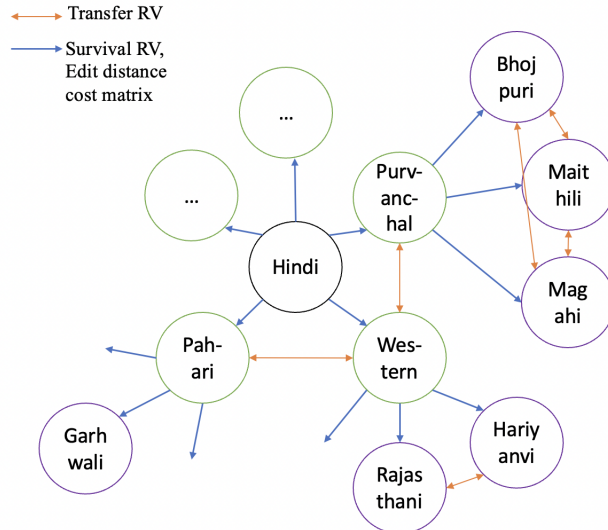 Transfer RV
Survival RV,
Edit distance
cost matrix
...
...
Hindi
Purv-
anc-
hal
Bhoj
puri
Mait
hili
Mag
ahi
Pah-
ari
Wes-
tern
Garh
wali
Rajas
thani
Hariy
anvi